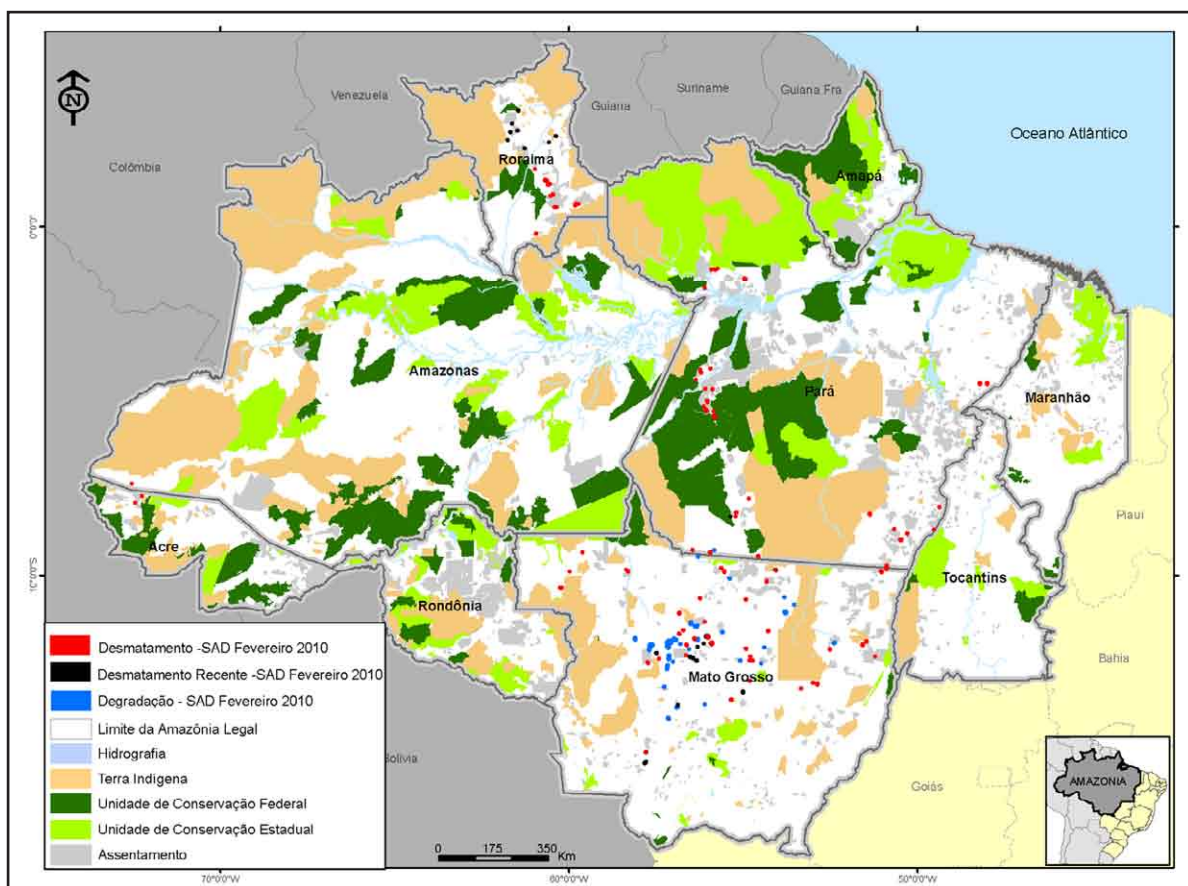 N
Venezuela
Guiana
Suriname
Guiana Fra
Colômbia
Oceano Atlântico
Roraima
Amapá
0°0'0"
Amazonas
Pará
Maranhão
Piauí
Acre
Rondônia
Tocantins
10°0'0"S
Mato Grosso
Bahia
Bolívia
Goiás
Desmatamento -SAD Fevereiro 2010
Desmatamento Recente -SAD Fevereiro 2010
Degradação - SAD Fevereiro 2010
Limite da Amazônia Legal
Hidrografia
Terra Indigena
Unidade de Conservação Federal
Unidade de Conservação Estadual
Assentamento
0 175 350
Km
AMAZONIA
70°0'0"W 60°0'0"W 50°0'0"W